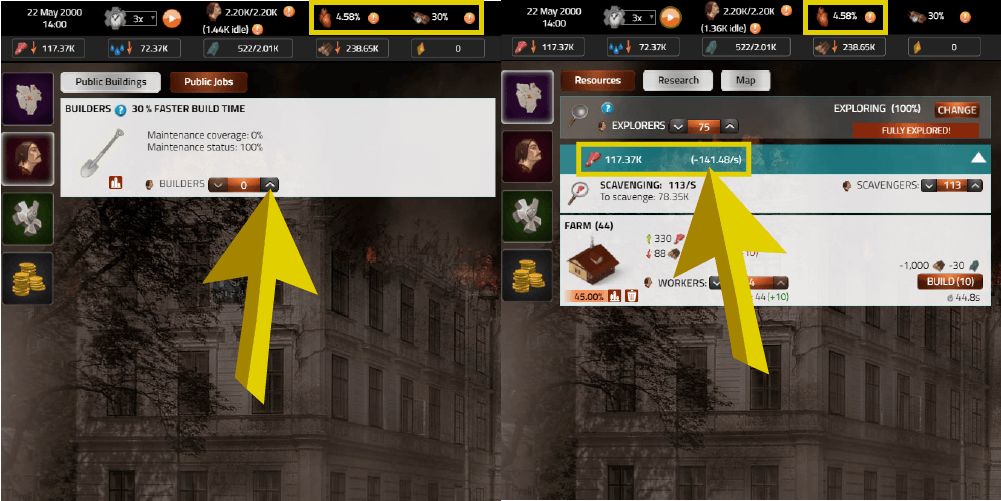 22 May 2000
14:00
3x
2.20K/2.20K
(1.44K idle)
4.58%
30%
117.37K
72.37K
522/2.01K
238.65K
0
Public Buildings
Public Jobs
BUILDERS ? 30 % FASTER BUILD TIME
Maintenance coverage: 0%
Maintenance status: 100%
BUILDERS 0
22 May 2000
14:00
3x
2.20K/2.20K
(1.36K idle)
4.58%
30%
117.37K
72.37K
522/2.01K
238.65K
0
Resources
Research
Map
?
EXPLORERS 75
EXPLORING (100%)
CHANGE
FULLY EXPLORED!
117.37K (-141.48/s)
SCAVENGING: 113/S
To scavenge: 78.35K
SCAVENGERS: 113
FARM (44)
330
88
WORKERS:
44 (+10)
45.00%
-1,000 -30
BUILD (10)
44.8s